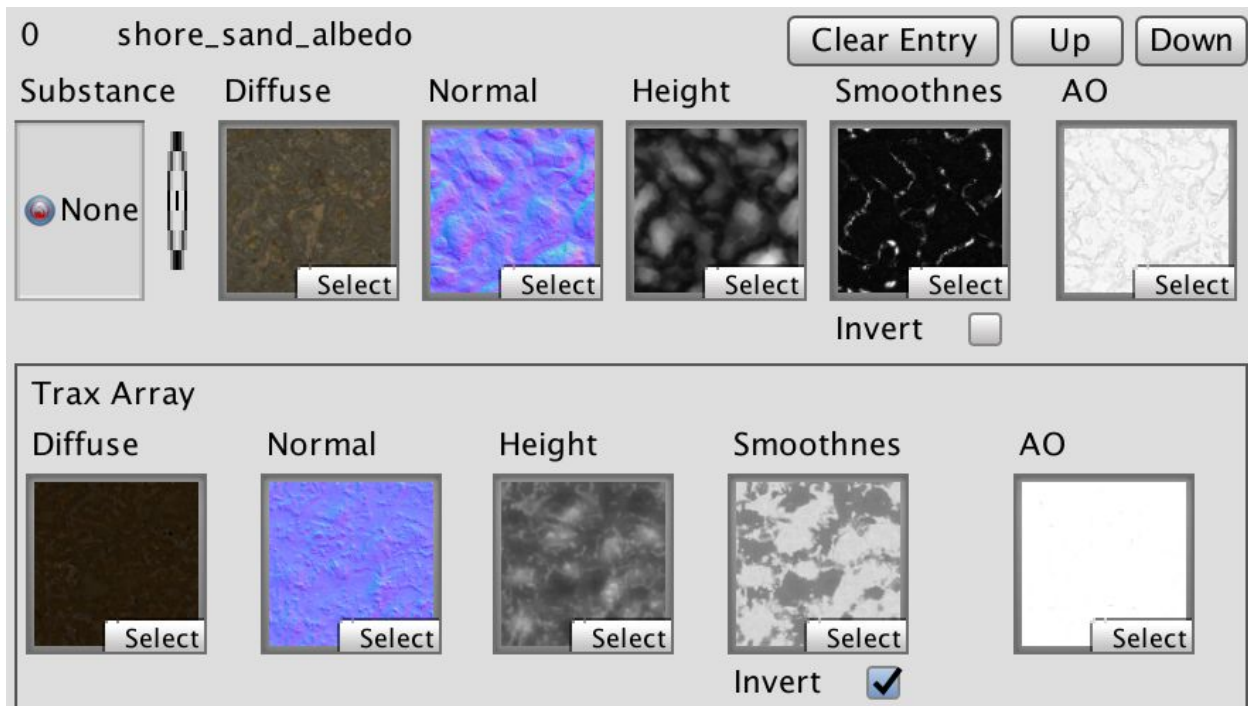 0 shore_sand_albedo Clear Entry Up Down
Substance Diffuse Normal Height Smoothnes AO
None Select Select Select Select Select
Invert
Trax Array
Diffuse Normal Height Smoothnes AO
Select Select Select Select Select
Invert